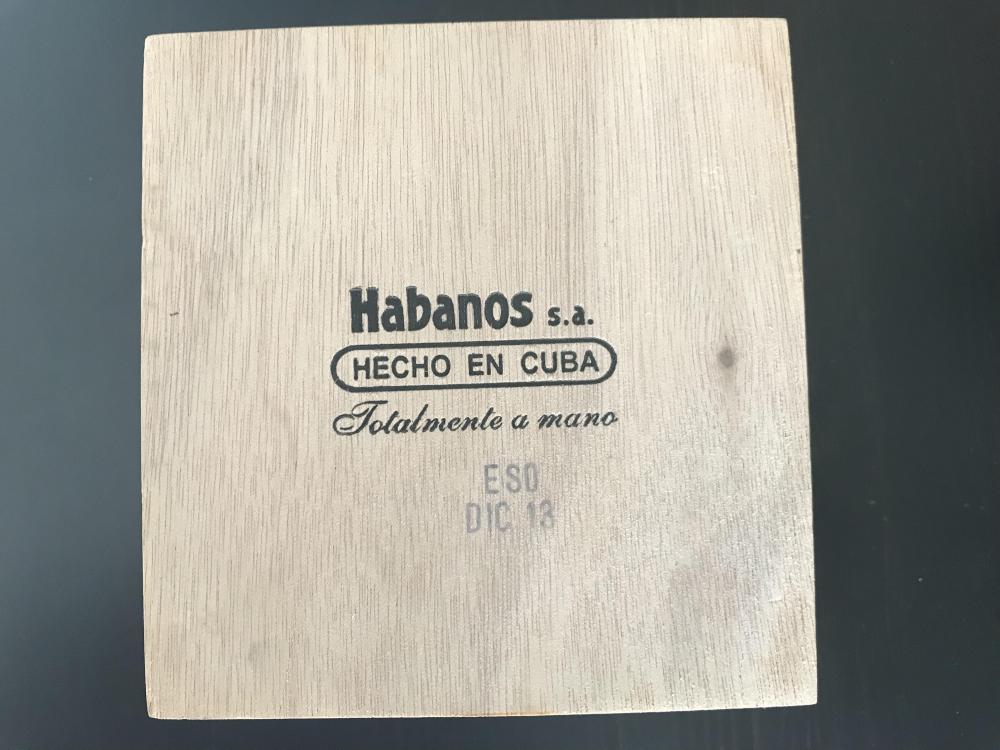 Habanos s.a.
HECHO EN CUBA
Totalmente a mano
ESO
DIC 13